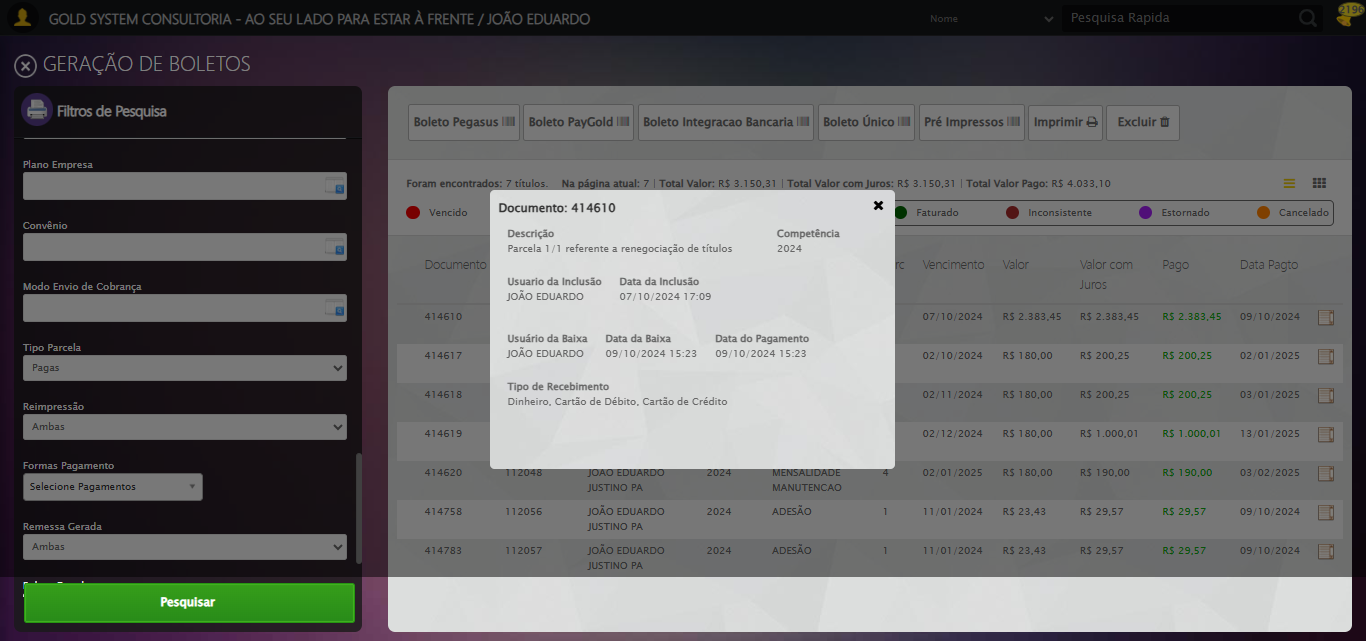 GOLD SYSTEM CONSULTORIA - AO SEU LADO PARA ESTAR À FRENTE / JOÃO EDUARDO
Nome
Pesquisa Rapida
2196
GERAÇÃO DE BOLETOS
Filtros de Pesquisa
Plano Empresa
Convênio
Modo Envio de Cobrança
Tipo Parcela
Pagas
Reimpressão
Ambas
Formas Pagamento
Selecione Pagamentos
Remessa Gerada
Ambas
Pesquisar
Boleto Pegasus
Boleto PayGold
Boleto Integracao Bancaria
Boleto Único
Pré Impressos
Imprimir
Excluir
Foram encontrados: 7 títulos. Na página atual: 7 | Total Valor: R$ 3.150,31 | Total Valor com Juros: R$ 3.150,31 | Total Valor Pago: R$ 4.033,10
Vencido
Faturado
Inconsistente
Estornado
Cancelado
Documento: 414610
Descrição Competência
Parcela 1/1 referente a renegociação de títulos 2024
Usuario da Inclusão Data da Inclusão
JOÃO EDUARDO 07/10/2024 17:09
Usuário da Baixa Data da Baixa Data do Pagamento
JOÃO EDUARDO 09/10/2024 15:23 09/10/2024 15:23
Tipo de Recebimento
Dinheiro, Cartão de Débito, Cartão de Crédito
Documento rc Vencimento Valor Valor com Pago Data Pagto
Juros
414610 07/10/2024 R$ 2.383,45 R$ 2.383,45 R$ 2.383,45 09/10/2024
414617 02/10/2024 R$ 180,00 R$ 200,25 R$ 200,25 02/01/2025
414618 02/11/2024 R$ 180,00 R$ 200,25 R$ 200,25 03/01/2025
414619 02/12/2024 R$ 180,00 R$ 1.000,01 R$ 1.000,01 13/01/2025
414620 112048 JOÃO EDUARDO 2024 MENSALIDADE 4 02/01/2025 R$ 180,00 R$ 190,00 R$ 190,00 03/02/2025
JUSTINO PA MANUTENCAO
414758 112056 JOÃO EDUARDO 2024 ADESÃO 1 11/01/2024 R$ 23,43 R$ 29,57 R$ 29,57 09/10/2024
JUSTINO PA
414783 112057 JOÃO EDUARDO 2024 ADESÃO 1 11/01/2024 R$ 23,43 R$ 29,57 R$ 29,57 09/10/2024
JUSTINO PA